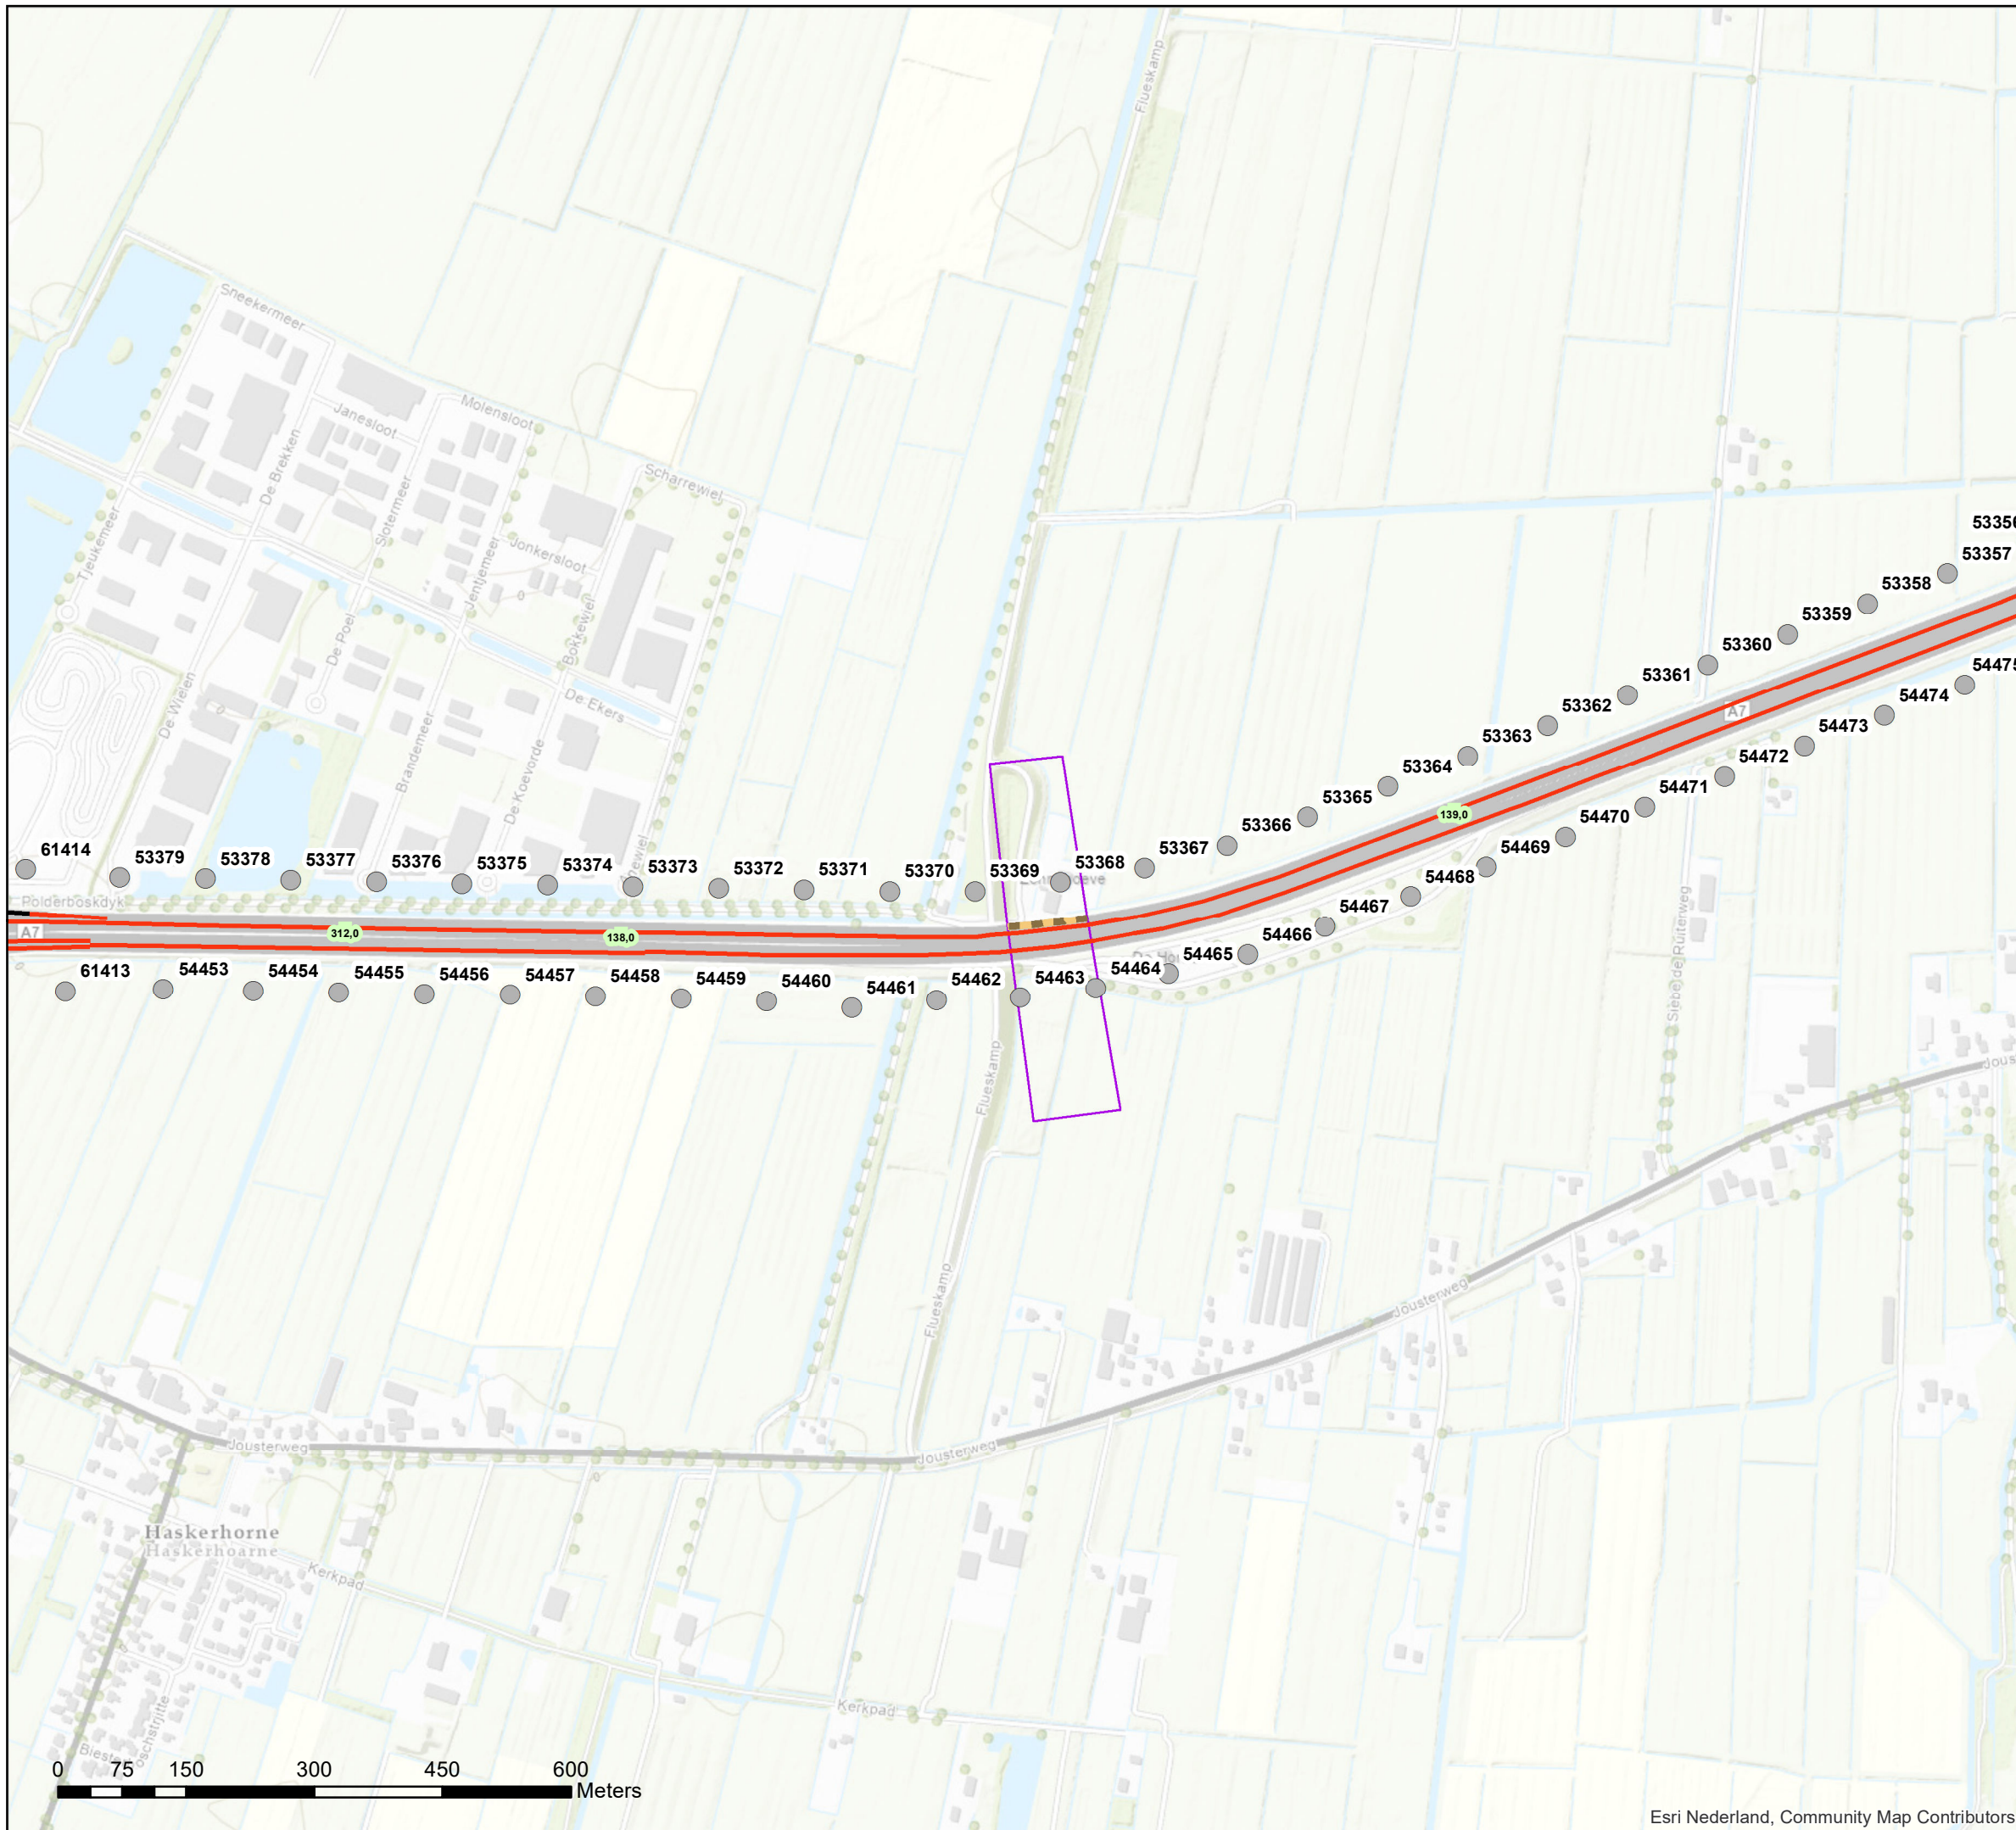 Flueskamp
Sneekermeer
Molensloot
Janesloot
De Brekken
Scharrewiel
Slotermeer
Tjeukemeer
Jonkersloot
Jentjemeer
Bokkewiel
De Poel
De Wielen
De Ekers
Brandemeer
De Koevorde
53356
53357
53358
53359
53360
53361
53362
53363
53364
53365
53366
53367
53368
53369
53370
53371
53372
53373
53374
53375
53376
53377
53378
53379
61414
54475
54474
54473
54472
54471
54470
54469
54468
54467
54466
54465
54464
54463
54462
54461
54460
54459
54458
54457
54456
54455
54454
54453
61413
A7
139,0
Polderboskdyk
A7
312,0
138,0
Siebe de Ruiterweg
Flueskamp
Flueskamp
Jousterweg
Jousterweg
Jousterweg
Haskerhorne
Haskerhoarne
Kerkpad
Kerkpad
0 75 150 300 450 600
Meters
Esri Nederland, Community Map Contributors